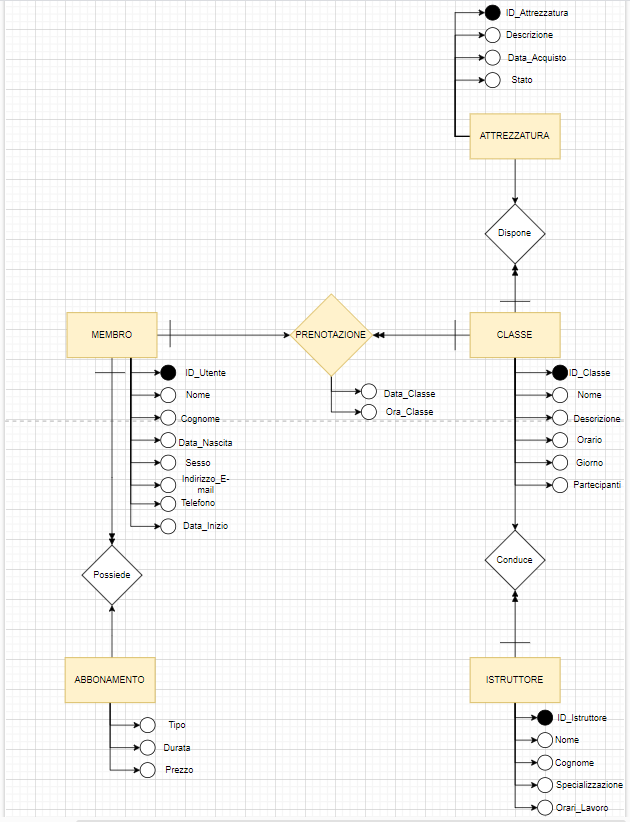 ID_Attrezzatura
Descrizione
Data_Acquisto
Stato
ATTREZZATURA
Dispone
MEMBRO
PRENOTAZIONE
CLASSE
ID_Utente
Nome
Cognome
Data_Nascita
Sesso
Indirizzo_E-
mail
Telefono
Data_Inizio
Data_Classe
Ora_Classe
ID_Classe
Nome
Descrizione
Orario
Giorno
Partecipanti
Possiede
Conduce
ABBONAMENTO
ISTRUTTORE
Tipo
Durata
Prezzo
ID_Istruttore
Nome
Cognome
Specializzazione
Orari_Lavoro